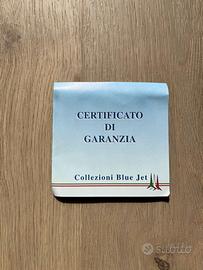 CERTIFICATO
DI
GARANZIA
Collezioni Blue Jet
subito